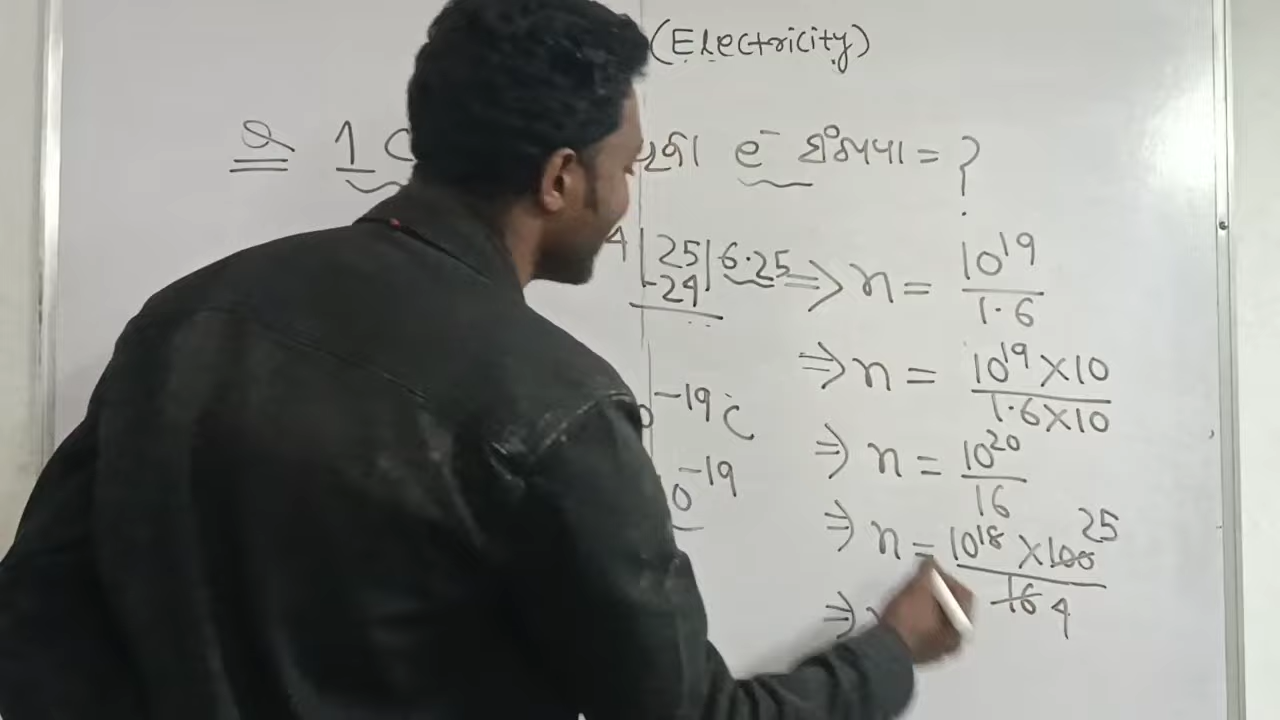 (Electricity)
1 C e⁻ ସଂଖ୍ୟା = ?
4 | 25 | 6.25
-24
⇒ n = 10¹⁹ / 1.6
⇒ n = 10¹⁹ × 10 / 1.6 × 10
⁻¹⁹ C
⇒ n = 10²⁰ / 16
⁻¹⁹
⇒ n = 10¹⁸ × 100 25 / 16 4
⇒